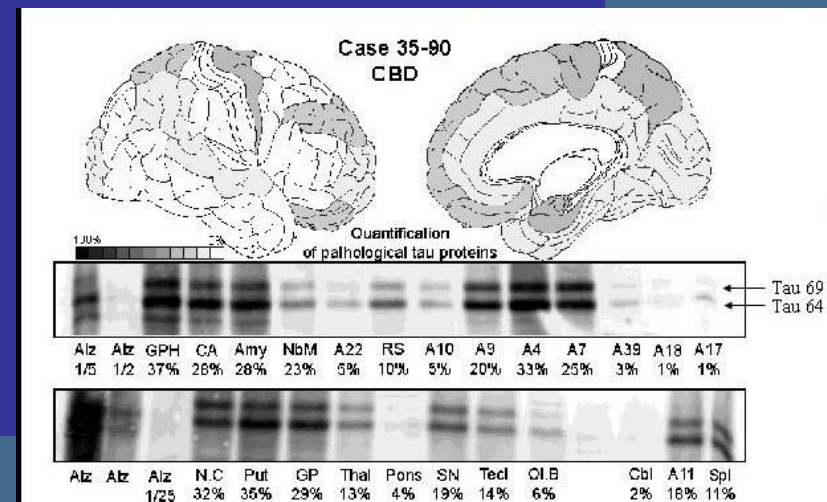 Case 35-90
CBD
100%
Quantification
of pathological tau proteins
Tau 69
Tau 64
Alz Alz GPH CA Amy NbM A22 RS A10 A9 A4 A7 A39 A18 A17
1/5 1/2 37% 28% 28% 23% 5% 10% 5% 20% 33% 25% 3% 1% 1%
Alz Alz Alz N.C Put GP Thal Pons SN Tect Ol.B Cbl A11 Spl
1/25 32% 35% 29% 13% 4% 19% 14% 6% 2% 18% 11%